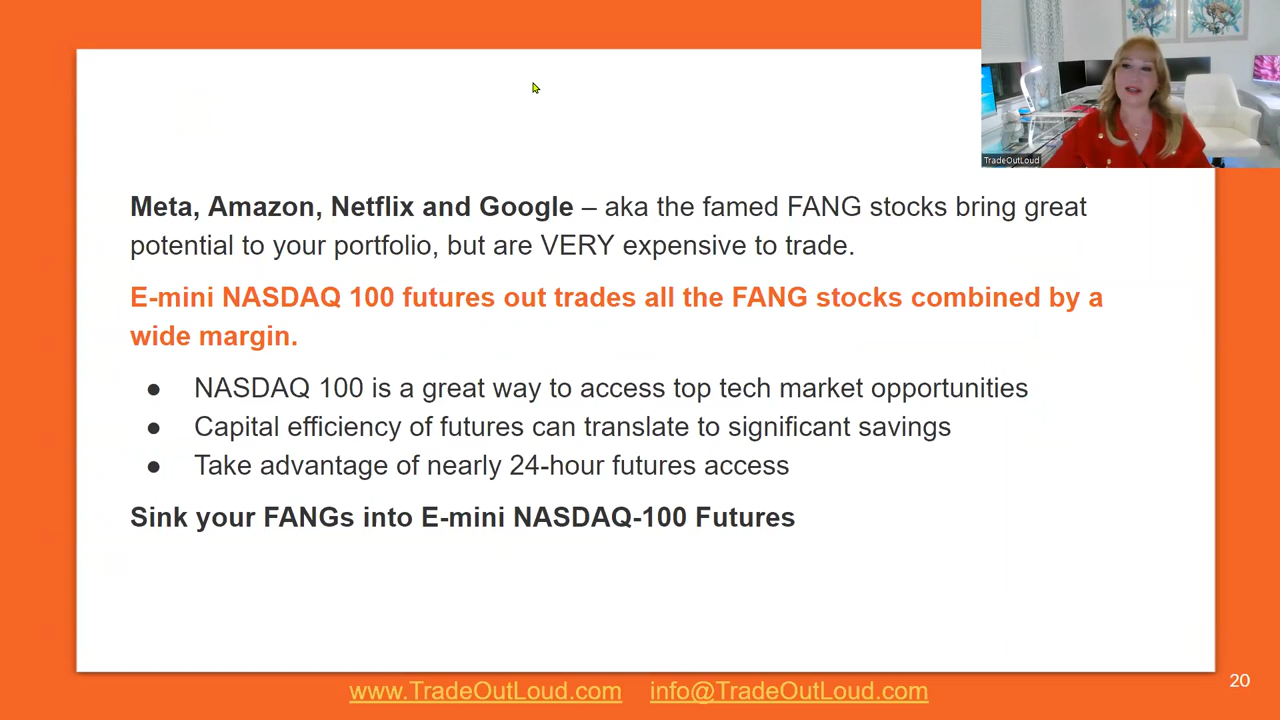 TradeOutLoud
Meta, Amazon, Netflix and Google – aka the famed FANG stocks bring great
potential to your portfolio, but are VERY expensive to trade.
E-mini NASDAQ 100 futures out trades all the FANG stocks combined by a
wide margin.
● NASDAQ 100 is a great way to access top tech market opportunities
● Capital efficiency of futures can translate to significant savings
● Take advantage of nearly 24-hour futures access
Sink your FANGs into E-mini NASDAQ-100 Futures
www.TradeOutLoud.com info@TradeOutLoud.com
20